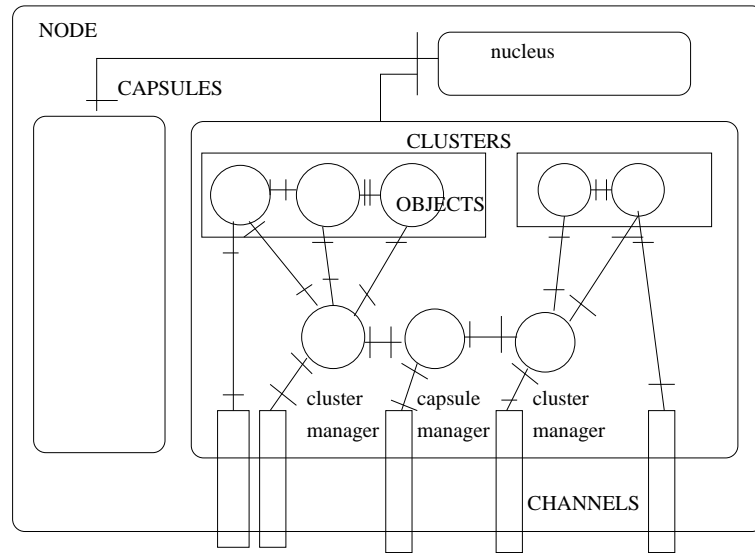 NODE
nucleus
CAPSULES
CLUSTERS
OBJECTS
cluster
manager
capsule
manager
cluster
manager
CHANNELS